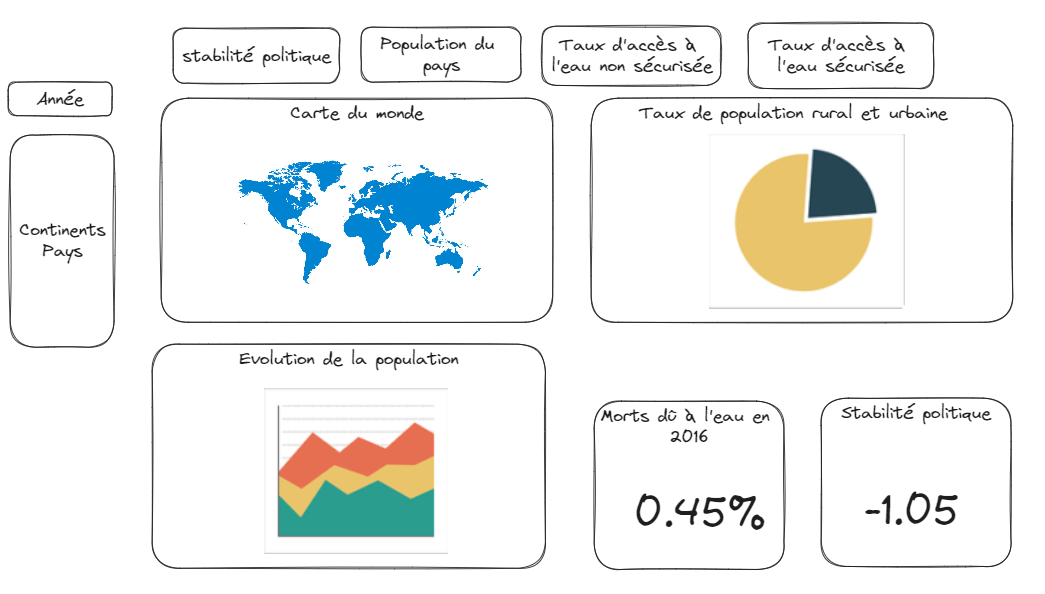 stabilité politique
Population du
pays
Taux d'accès à
l'eau non sécurisée
Taux d'accès à
l'eau sécurisée
Année
Continents
Pays
Carte du monde
Taux de population rural et urbaine
Evolution de la population
Morts dû à l'eau en
2016
0.45%
Stabilité politique
-1.05